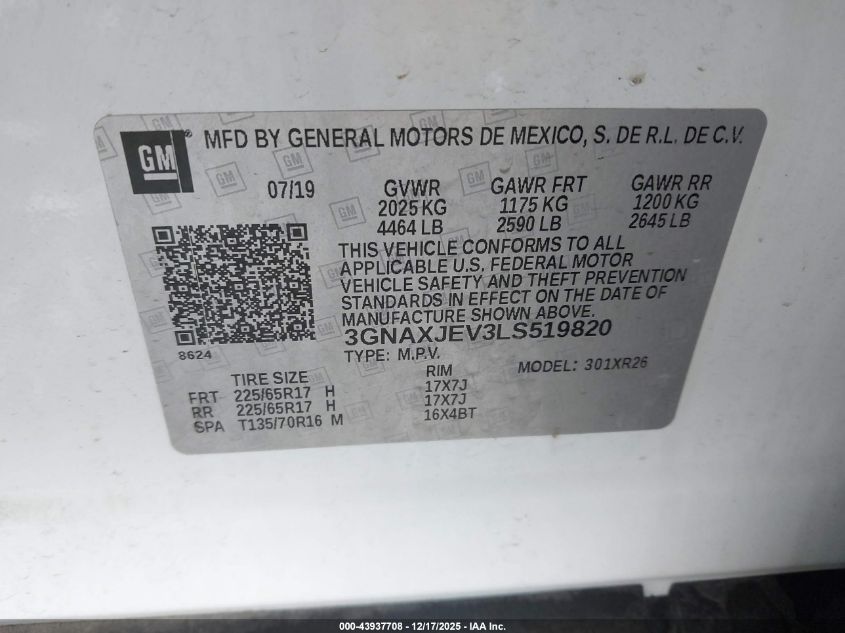 GM
MFD BY GENERAL MOTORS DE MEXICO, S. DE R.L. DE C.V.
07/19 GVWR GAWR FRT GAWR RR
2025 KG 1175 KG 1200 KG
4464 LB 2590 LB 2645 LB
THIS VEHICLE CONFORMS TO ALL
APPLICABLE U.S. FEDERAL MOTOR
VEHICLE SAFETY AND THEFT PREVENTION
STANDARDS IN EFFECT ON THE DATE OF
MANUFACTURE SHOWN ABOVE.
3GNAXJEV3LS519820
8624
TYPE: M.P.V. MODEL: 301XR26
TIRE SIZE RIM
FRT 225/65R17 H 17X7J
RR 225/65R17 H 17X7J
SPA T135/70R16 M 16X4BT
000-43937708 - 12/17/2025 - IAA Inc.